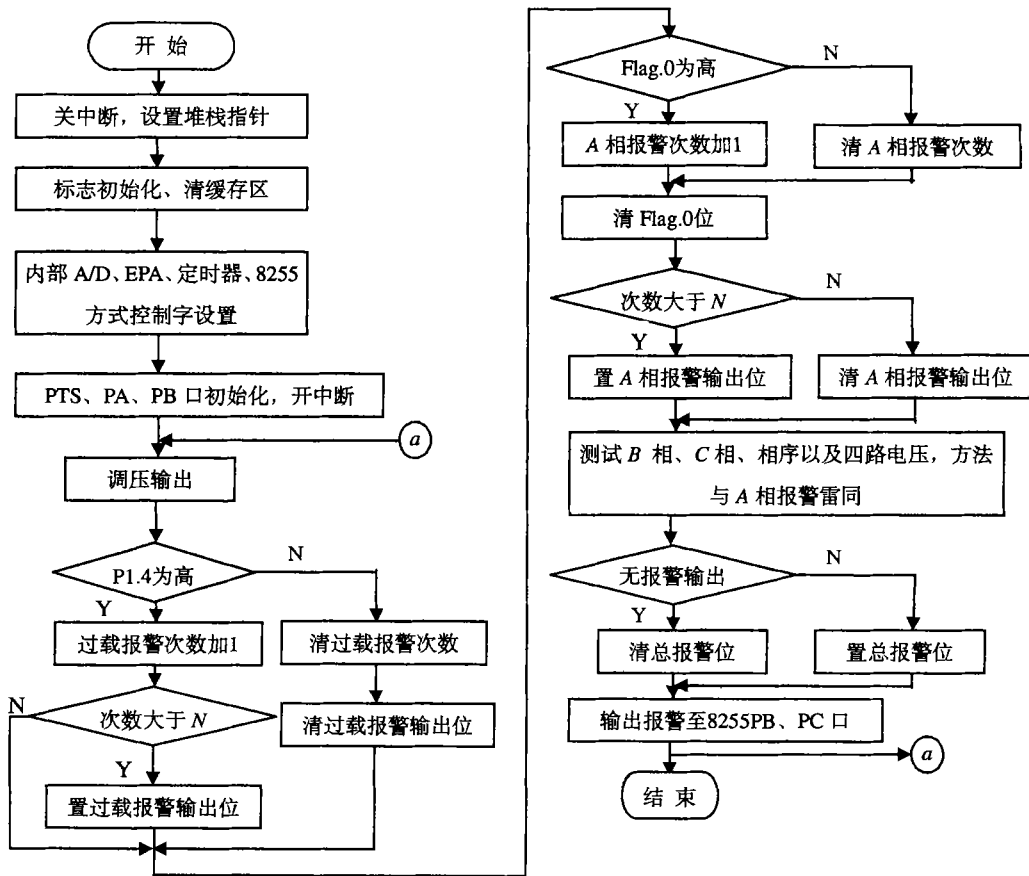 开 始
关中断，设置堆栈指针
标志初始化、清缓存区
内部 A/D、EPA、定时器、8255
方式控制字设置
PTS、PA、PB 口初始化，开中断
a
调压输出
P1.4为高
N
Y
过载报警次数加1
清过载报警次数
N
次数大于 N
清过载报警输出位
Y
置过载报警输出位
Flag.0为高
N
Y
A 相报警次数加1
清 A 相报警次数
清 Flag.0位
次数大于 N
N
Y
置 A 相报警输出位
清 A 相报警输出位
测试 B 相、C 相、相序以及四路电压，方法
与 A 相报警雷同
无报警输出
N
Y
清总报警位
置总报警位
输出报警至8255PB、PC 口
a
结 束